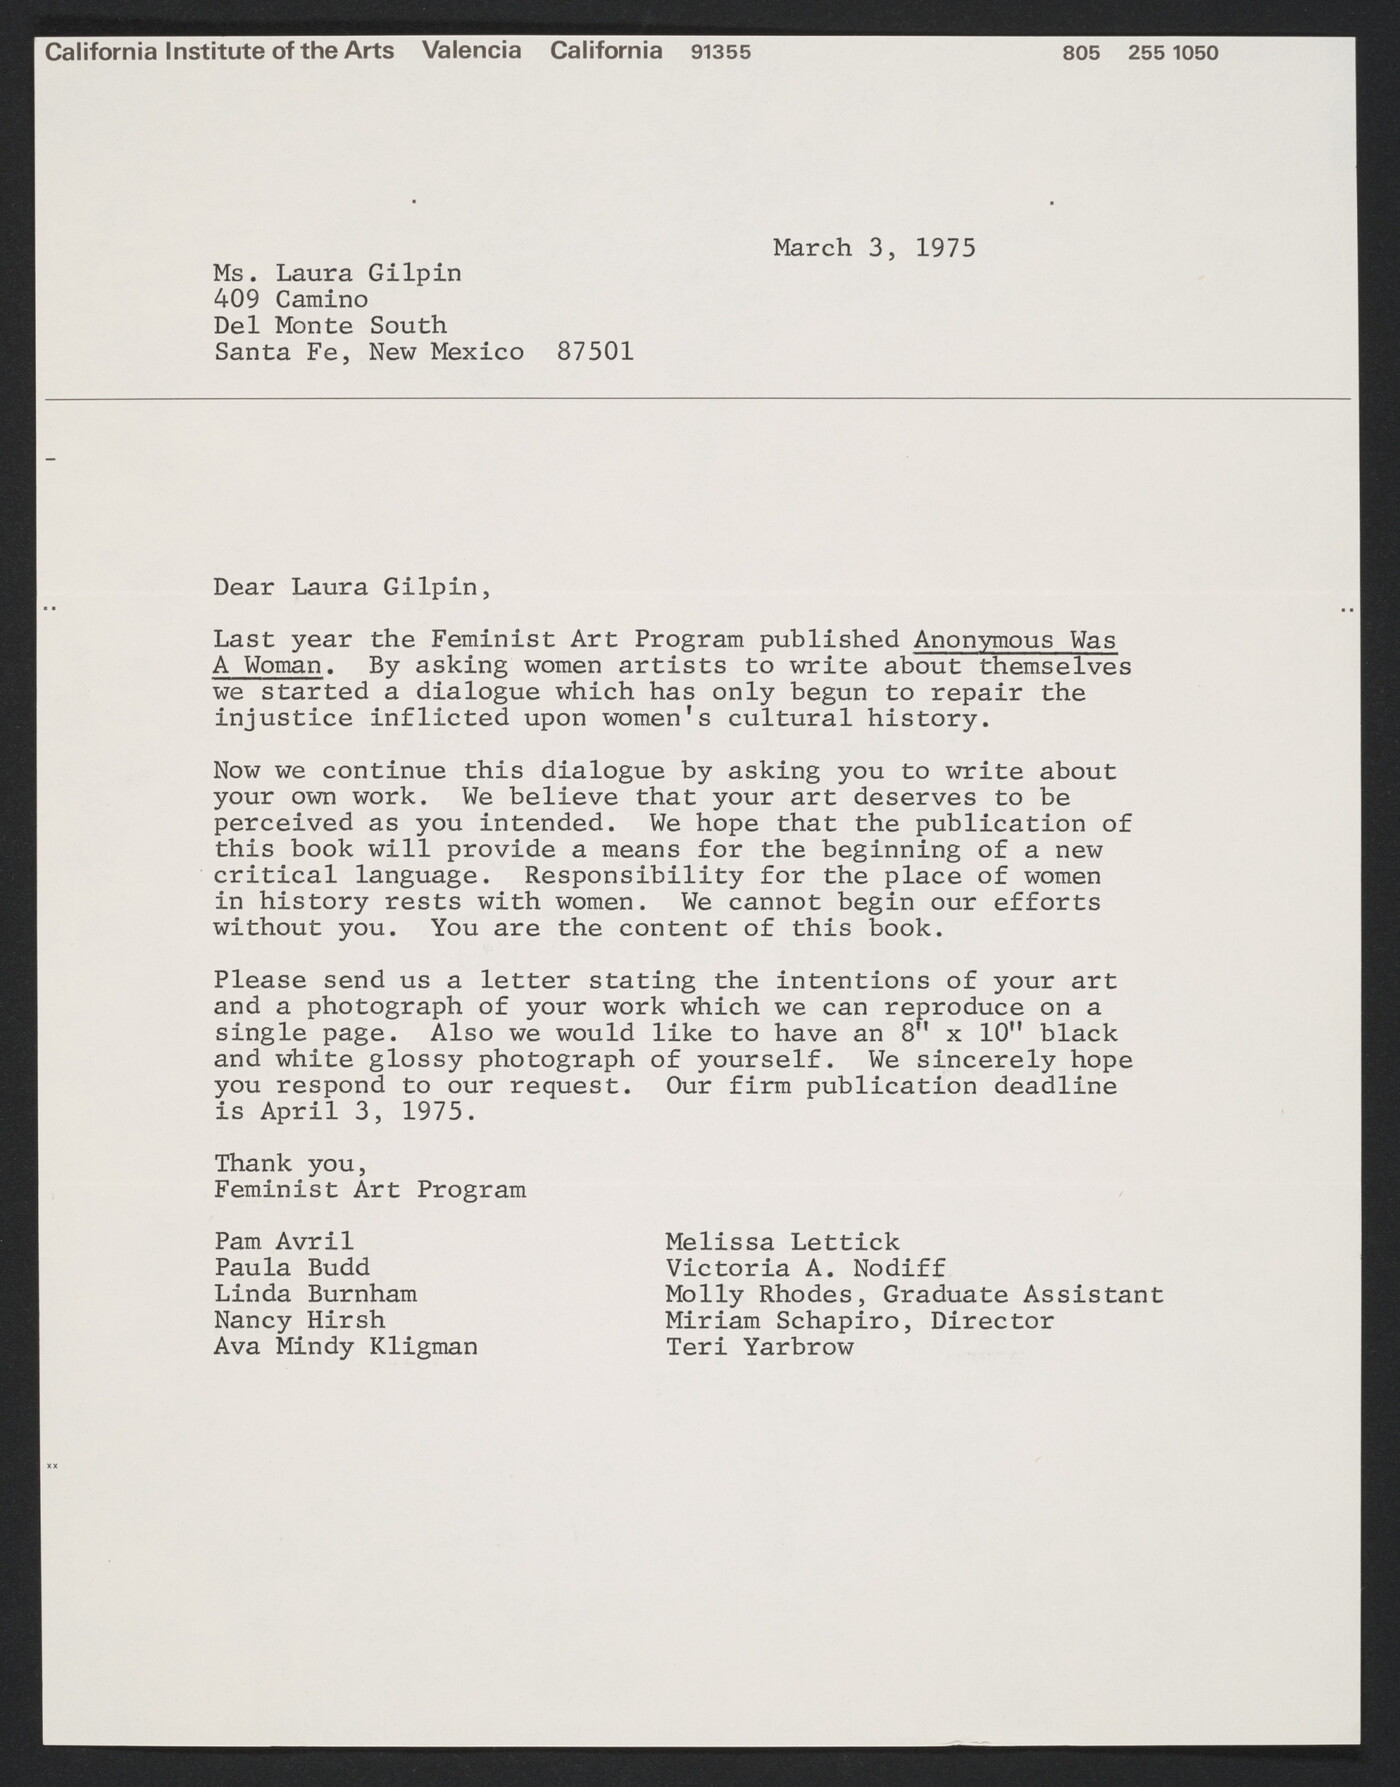 California Institute of the Arts Valencia California 91355 805 255 1050
March 3, 1975
Ms. Laura Gilpin
409 Camino
Del Monte South
Santa Fe, New Mexico 87501
Dear Laura Gilpin,
Last year the Feminist Art Program published Anonymous Was
A Woman. By asking women artists to write about themselves
we started a dialogue which has only begun to repair the
injustice inflicted upon women's cultural history.
Now we continue this dialogue by asking you to write about
your own work. We believe that your art deserves to be
perceived as you intended. We hope that the publication of
this book will provide a means for the beginning of a new
critical language. Responsibility for the place of women
in history rests with women. We cannot begin our efforts
without you. You are the content of this book.
Please send us a letter stating the intentions of your art
and a photograph of your work which we can reproduce on a
single page. Also we would like to have an 8" x 10" black
and white glossy photograph of yourself. We sincerely hope
you respond to our request. Our firm publication deadline
is April 3, 1975.
Thank you,
Feminist Art Program
Pam Avril
Paula Budd
Linda Burnham
Nancy Hirsh
Ava Mindy Kligman
Melissa Lettick
Victoria A. Nodiff
Molly Rhodes, Graduate Assistant
Miriam Schapiro, Director
Teri Yarbrow
xx